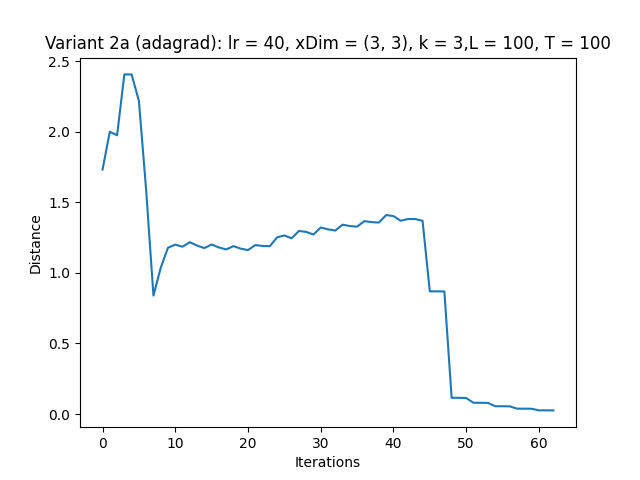 Variant 2a (adagrad): lr = 40, xDim = (3, 3), k = 3,L = 100, T = 100
2.5
2.0
1.5
1.0
0.5
0.0
Distance
0 10 20 30 40 50 60
Iterations